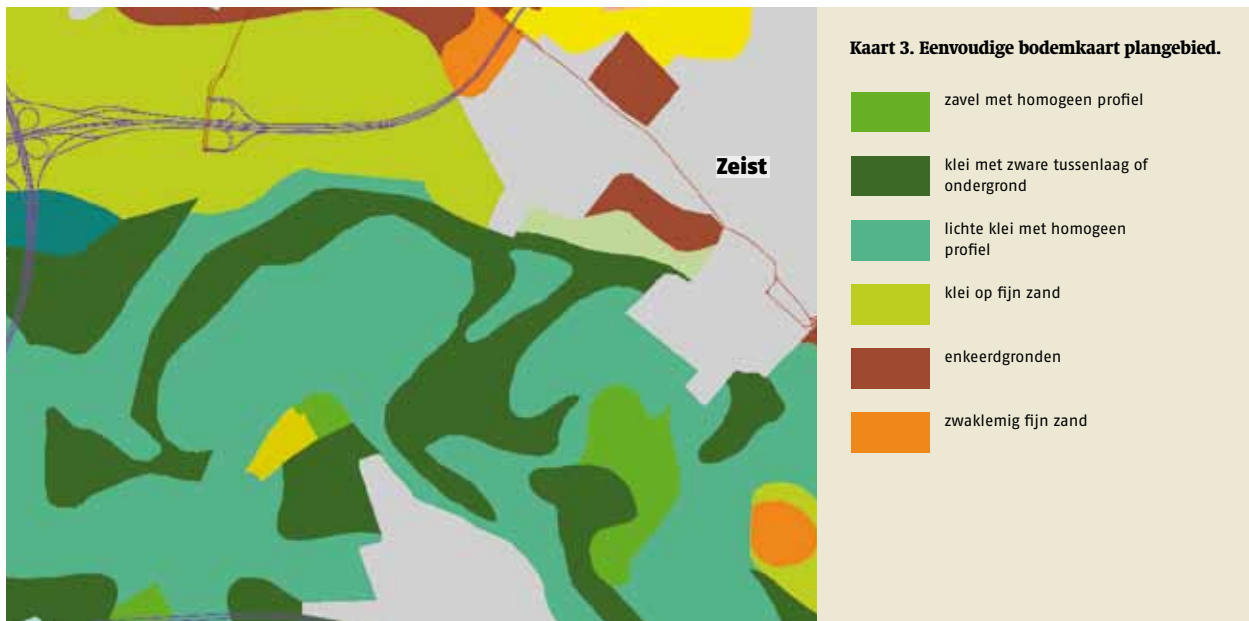 Kaart 3. Eenvoudige bodemkaart plangebied.
zavel met homogeen profiel
klei met zware tussenlaag of
ondergrond
lichte klei met homogeen
profiel
klei op fijn zand
enkeerdgronden
zwaklemig fijn zand
Zeist